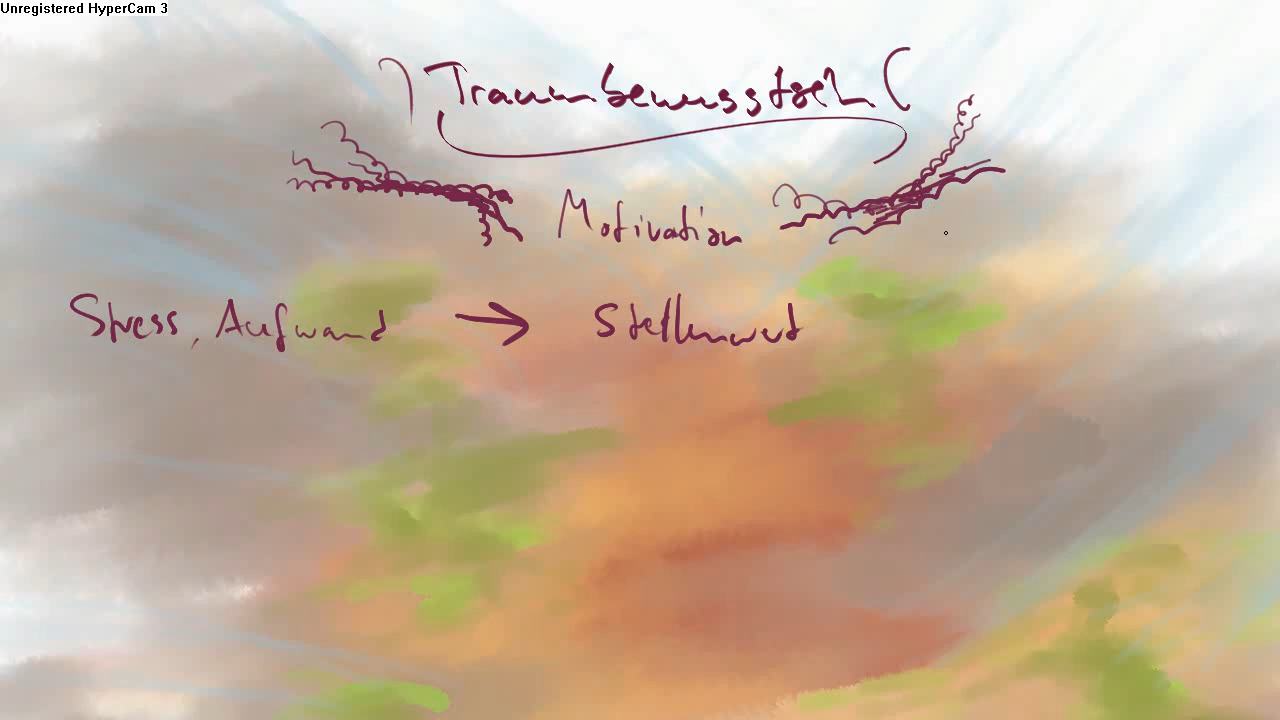 Unregistered HyperCam 3
Traumbewusstsein
Motivation
Stress, Aufwand → Stellenwert